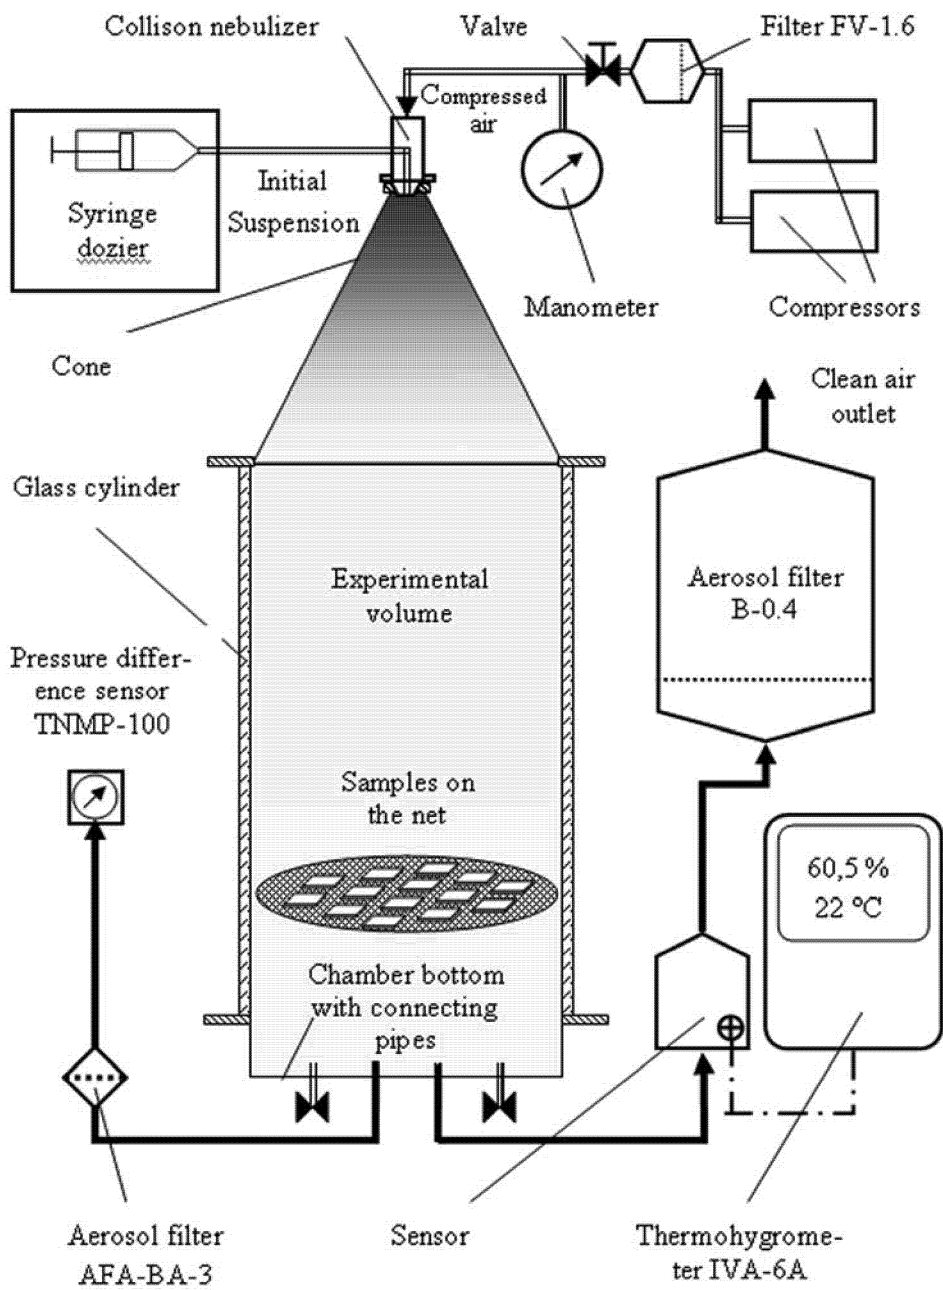 Collison nebulizer
Valve
Filter FV-1.6
Compressed
air
Initial
Suspension
Syringe
dozier
Manometer
Compressors
Cone
Clean air
outlet
Glass cylinder
Experimental
volume
Aerosol filter
B-0.4
Pressure differ-
ence sensor
TNMP-100
Samples on
the net
60,5 %
22 °C
Chamber bottom
with connecting
pipes
Aerosol filter
AFA-BA-3
Sensor
Thermohygrome-
ter IVA-6A